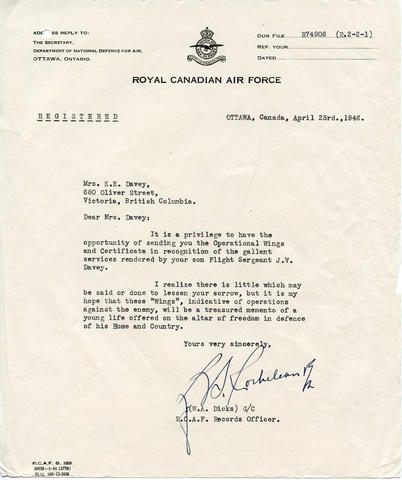 ADDRESS REPLY TO:
THE SECRETARY,
DEPARTMENT OF NATIONAL DEFENCE FOR AIR,
OTTAWA, ONTARIO.
OUR FILE R74906 (R.2-2-1)
REF. YOUR
DATED
ROYAL CANADIAN AIR FORCE
REGISTERED
OTTAWA, Canada, April 23rd.,1946.
Mrs. K.E. Davey,
680 Oliver Street,
Victoria, British Columbia.
Dear Mrs. Davey:
It is a privilege to have the
opportunity of sending you the Operational Wings
and Certificate in recognition of the gallant
services rendered by your son Flight Sergeant J.V.
Davey.
I realize there is little which may
be said or done to lessen your sorrow, but it is my
hope that these "Wings", indicative of operations
against the enemy, will be a treasured memento of a
young life offered on the altar of freedom in defence
of his Home and Country.
Yours very sincerely,
(W.A. Dicks) G/C
R.C.A.F. Records Officer.
R.C.A.F. G. 32B